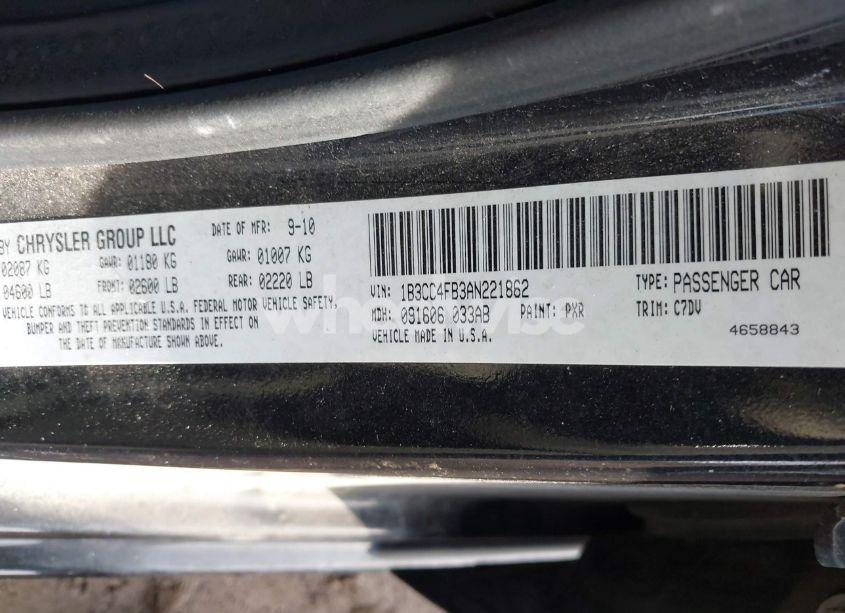 BY CHRYSLER GROUP LLC DATE OF MFR: 9-10
02087 KG GAWR: 01180 KG GAWR: 01007 KG
04600 LB FRONT: 02600 LB REAR: 02220 LB
VEHICLE CONFORMS TO ALL APPLICABLE U.S.A. FEDERAL MOTOR VEHICLE SAFETY,
BUMPER AND THEFT PREVENTION STANDARDS IN EFFECT ON
THE DATE OF MANUFACTURE SHOWN ABOVE.
VIN: 1B3CC4FB3AN221862 TYPE: PASSENGER CAR
MDH: 091606 033AB PAINT: PXR TRIM: C7DV
VEHICLE MADE IN U.S.A. 4658843